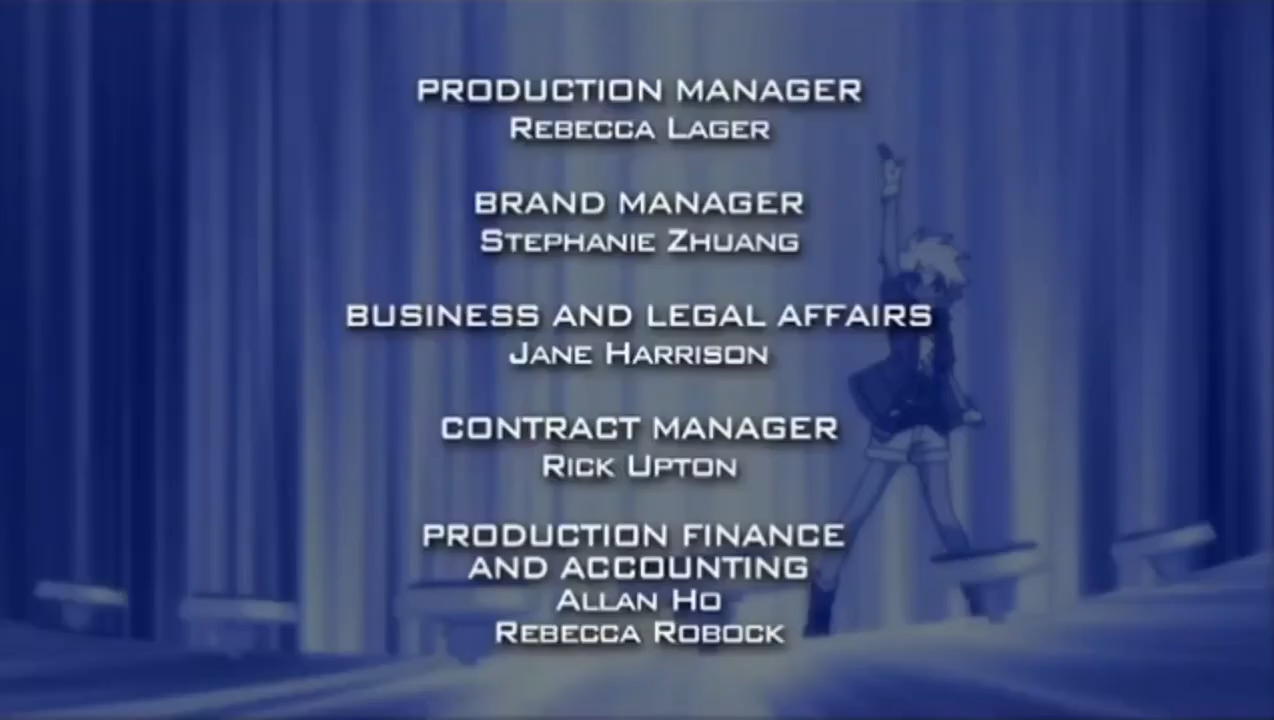 PRODUCTION MANAGER
REBECCA LAGER
BRAND MANAGER
STEPHANIE ZHUANG
BUSINESS AND LEGAL AFFAIRS
JANE HARRISON
CONTRACT MANAGER
RICK UPTON
PRODUCTION FINANCE
AND ACCOUNTING
ALLAN HO
REBECCA ROBOCK